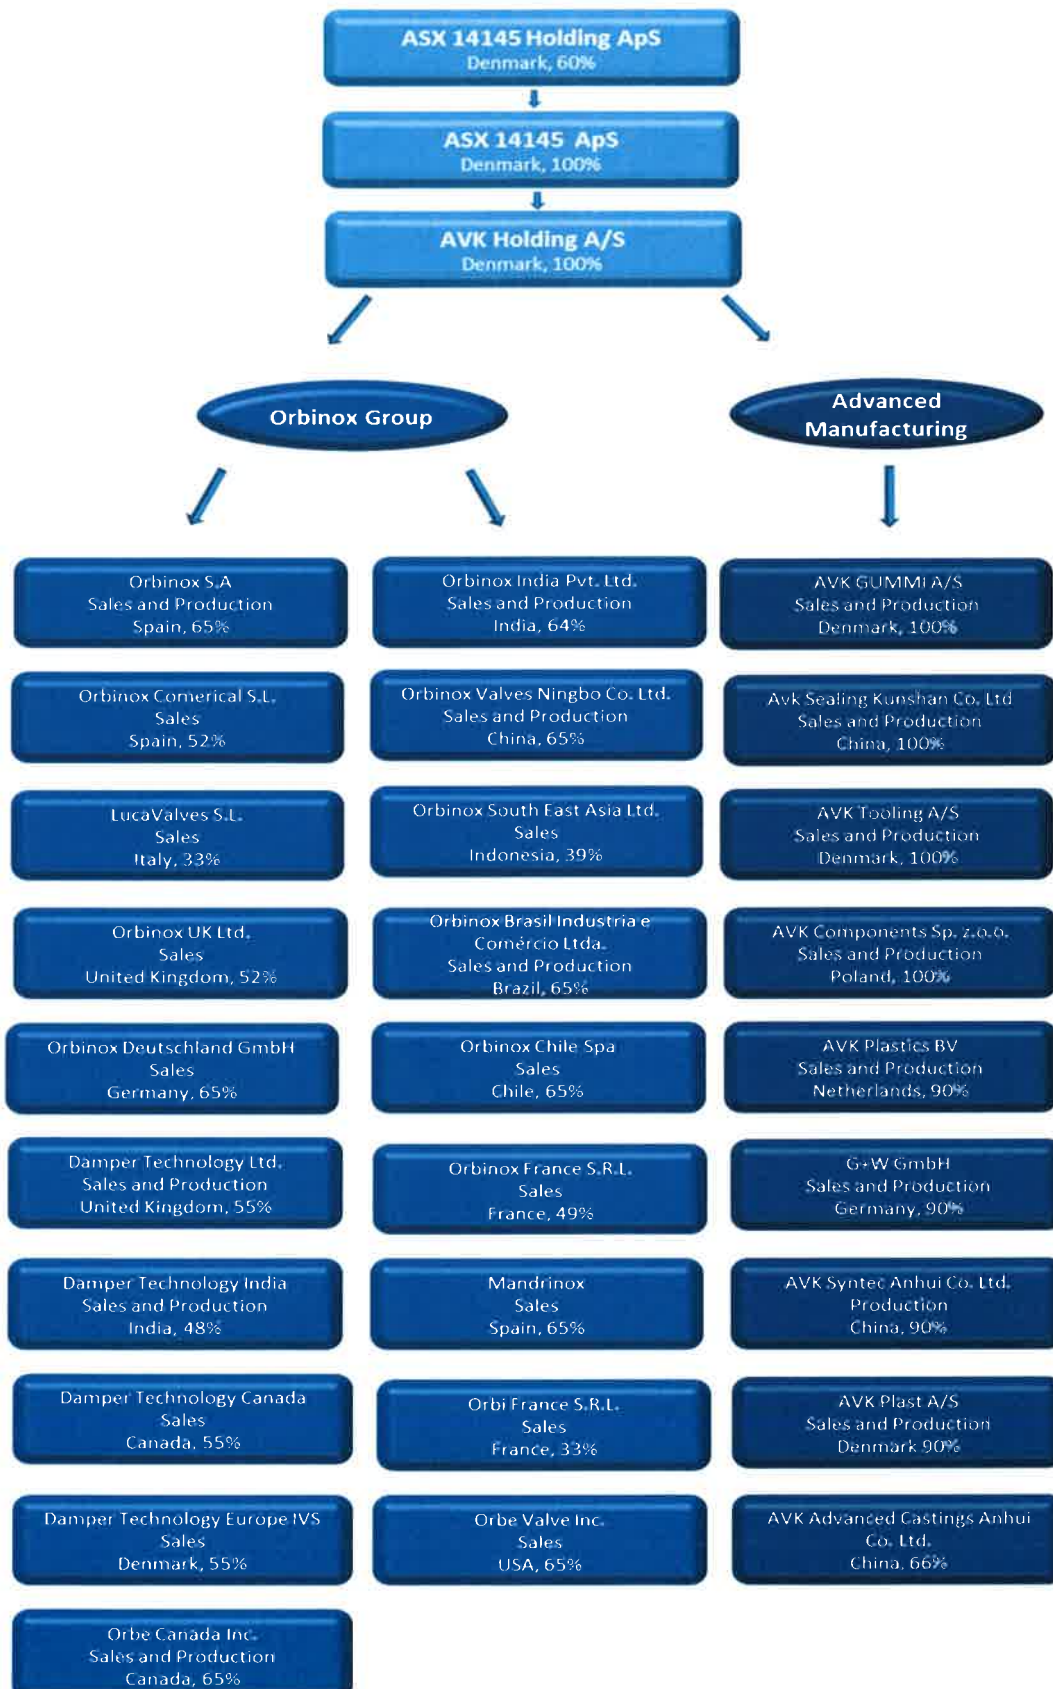 ASX 14145 Holding ApS
Denmark, 60%
ASX 14145 ApS
Denmark, 100%
AVK Holding A/S
Denmark, 100%
Orbinox Group
Advanced
Manufacturing
Orbinox S.A
Sales and Production
Spain, 65%
Orbinox Comerical S.L.
Sales
Spain, 52%
LucaValves S.L.
Sales
Italy, 33%
Orbinox UK Ltd.
Sales
United Kingdom, 52%
Orbinox Deutschland GmbH
Sales
Germany, 65%
Damper Technology Ltd.
Sales and Production
United Kingdom, 55%
Damper Technology India
Sales and Production
India, 48%
Damper Technology Canada
Sales
Canada, 55%
Damper Technology Europe IVS
Sales
Denmark, 55%
Orbe Canada Inc.
Sales and Production
Canada, 65%
Orbinox India Pvt. Ltd.
Sales and Production
India, 64%
Orbinox Valves Ningbo Co. Ltd.
Sales and Production
China, 65%
Orbinox South East Asia Ltd.
Sales
Indonesia, 39%
Orbinox Brasil Industria e
Comércio Ltda.
Sales and Production
Brazil, 65%
Orbinox Chile Spa
Sales
Chile, 65%
Orbinox France S.R.L.
Sales
France, 49%
Mandrinox
Sales
Spain, 65%
Orbi France S.R.L.
Sales
France, 33%
Orbe Valve Inc.
Sales
USA, 65%
AVK GUMMI A/S
Sales and Production
Denmark, 100%
Avk Sealing Kunshan Co. Ltd
Sales and Production
China, 100%
AVK Tooling A/S
Sales and Production
Denmark, 100%
AVK Components Sp. z.o.o.
Sales and Production
Poland, 100%
AVK Plastics BV
Sales and Production
Netherlands, 90%
G+W GmbH
Sales and Production
Germany, 90%
AVK Syntec Anhui Co. Ltd.
Production
China, 90%
AVK Plast A/S
Sales and Production
Denmark 90%
AVK Advanced Castings Anhui
Co. Ltd.
China, 66%